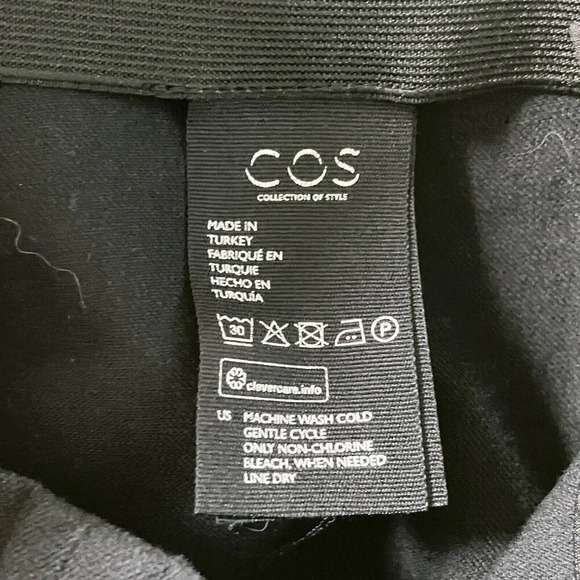 COS
COLLECTION OF STYLE
MADE IN
TURKEY
FABRIQUÉ EN
TURQUIE
HECHO EN
TURQUÍA
30 P
clevercare.info
US MACHINE WASH COLD
GENTLE CYCLE
ONLY NON-CHLORINE
BLEACH, WHEN NEEDED
LINE DRY